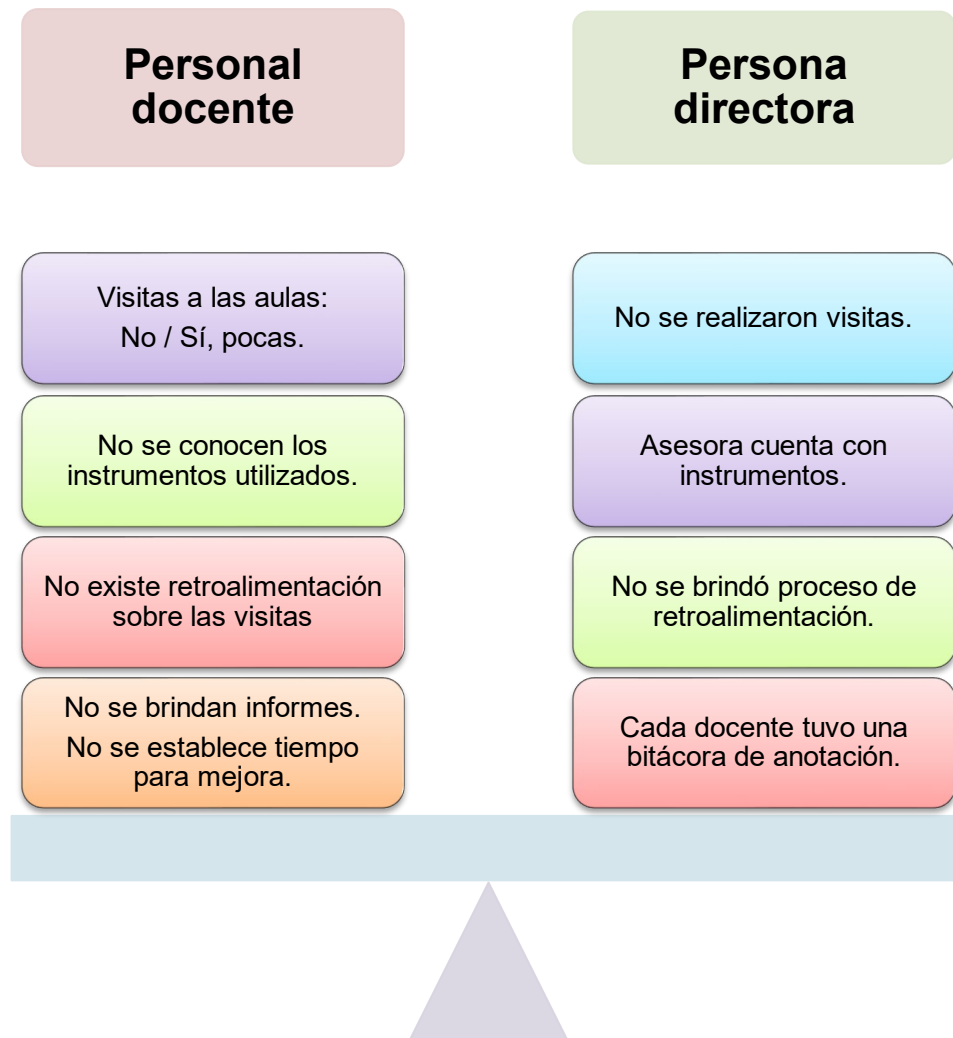 Personal
docente
Persona
directora
Visitas a las aulas:
No / Sí, pocas.
No se realizaron visitas.
No se conocen los
instrumentos utilizados.
Asesora cuenta con
instrumentos.
No existe retroalimentación
sobre las visitas
No se brindó proceso de
retroalimentación.
No se brindan informes.
No se establece tiempo
para mejora.
Cada docente tuvo una
bitácora de anotación.